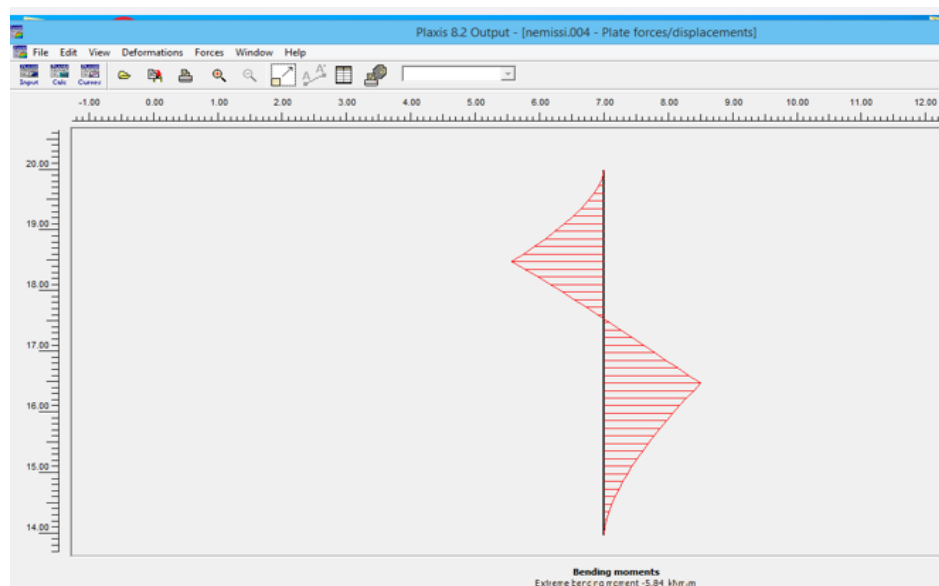 Plaxis 8.2 Output - [nemissi.004 - Plate forces/displacements]
File Edit View Deformations Forces Window Help
Input Calc Curves
-1.00 0.00 1.00 2.00 3.00 4.00 5.00 6.00 7.00 8.00 9.00 10.00 11.00 12.00
20.00
19.00
18.00
17.00
16.00
15.00
14.00
Bending moments
Extreme bending moment -5.84 kNm/m